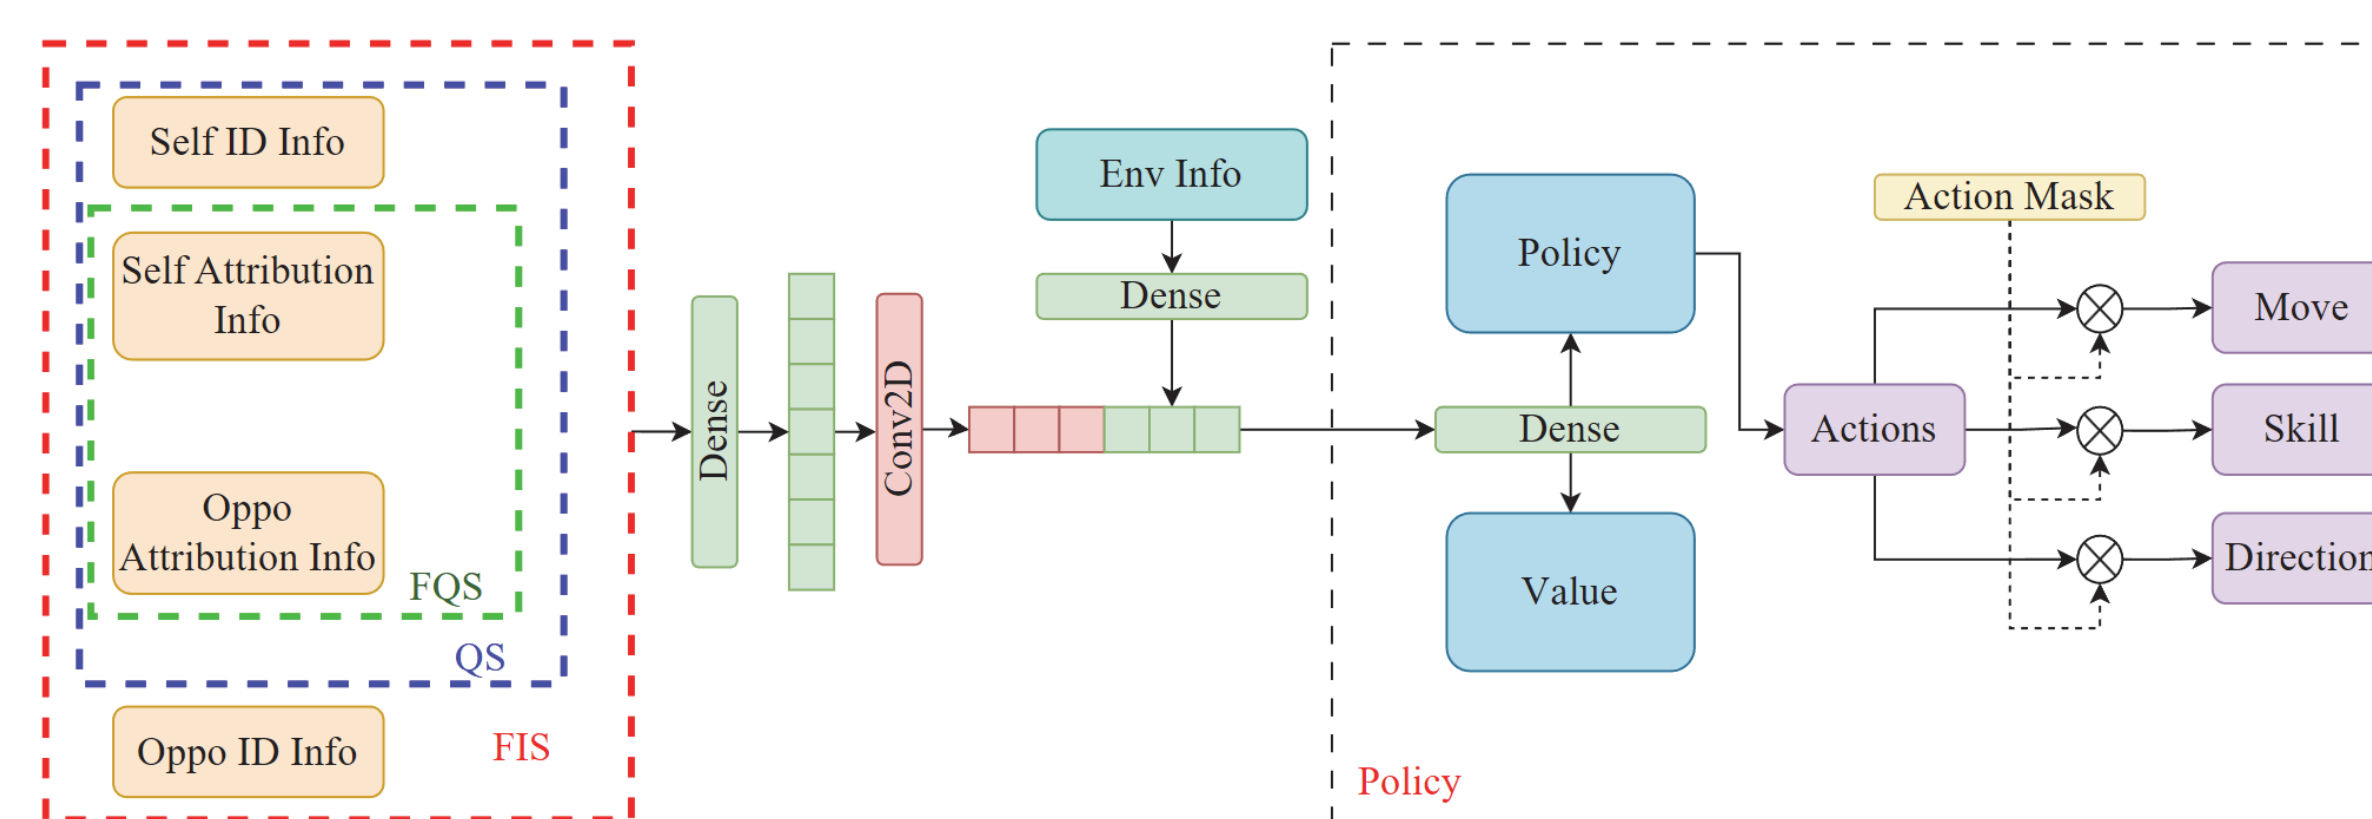 Self ID Info
Self Attribution
Info
Oppo
Attribution Info
FQS
QS
Oppo ID Info
FIS
Dense
Conv2D
Env Info
Dense
Policy
Dense
Value
Policy
Action Mask
Actions
Move
Skill
Direction